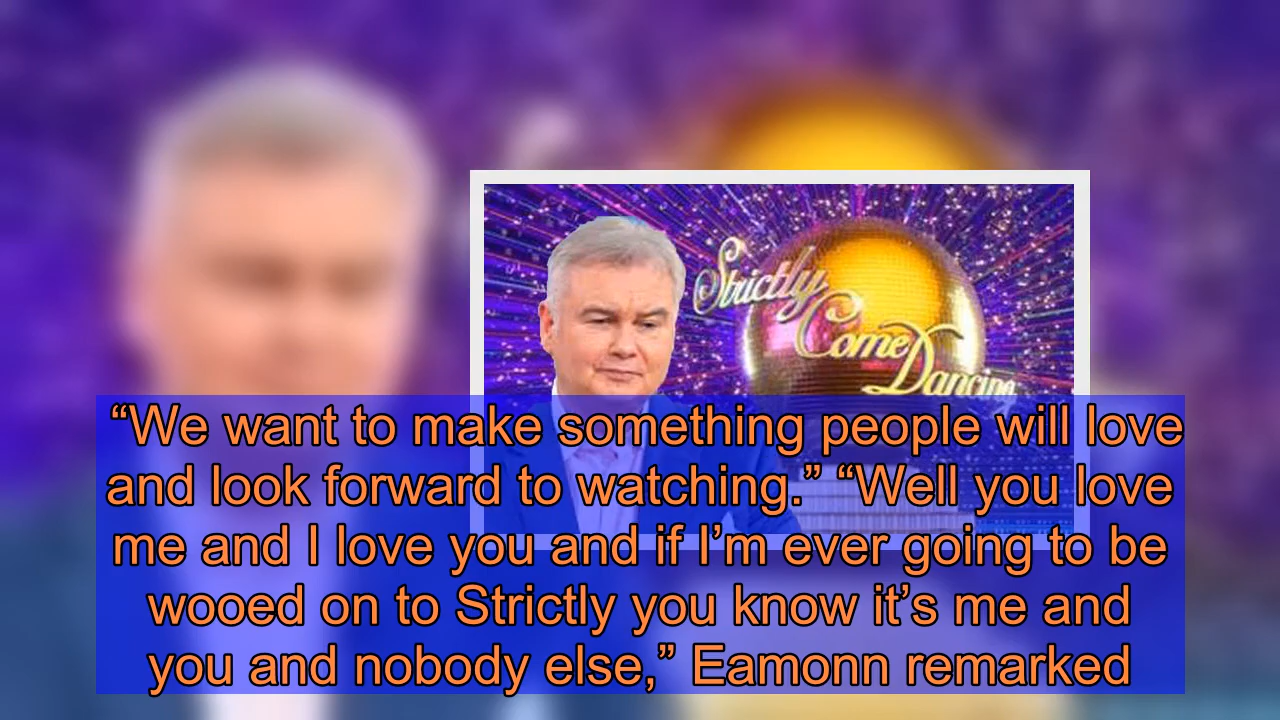 Strictly
Come
Dancing
“We want to make something people will love
and look forward to watching.” “Well you love
me and I love you and if I’m ever going to be
wooed on to Strictly you know it’s me and
you and nobody else,” Eamonn remarked